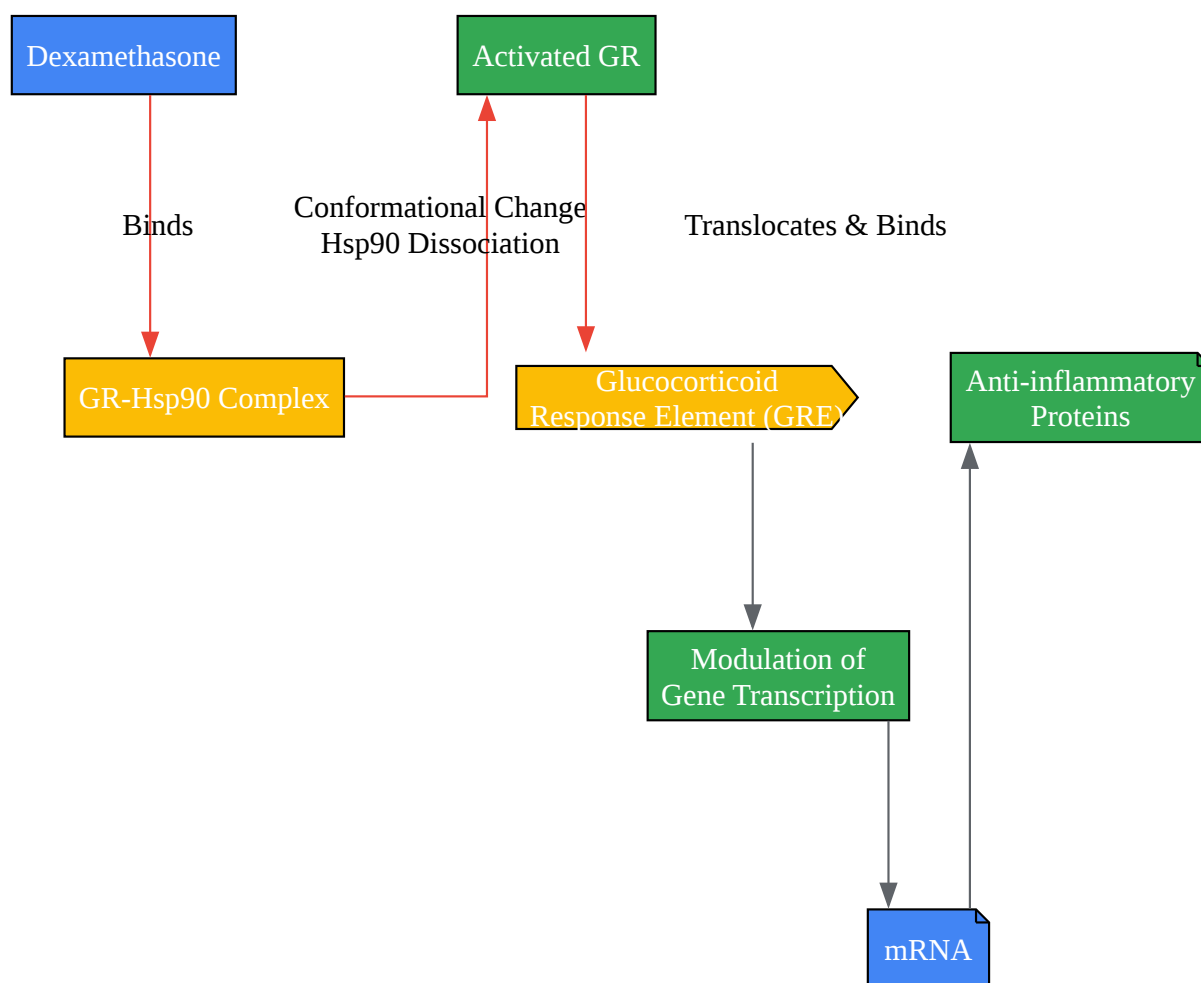 Dexamethasone
Activated GR
Binds
Conformational Change
Hsp90 Dissociation
Translocates & Binds
GR-Hsp90 Complex
Glucocorticoid
Response Element (GRE)
Anti-inflammatory
Proteins
Modulation of
Gene Transcription
mRNA